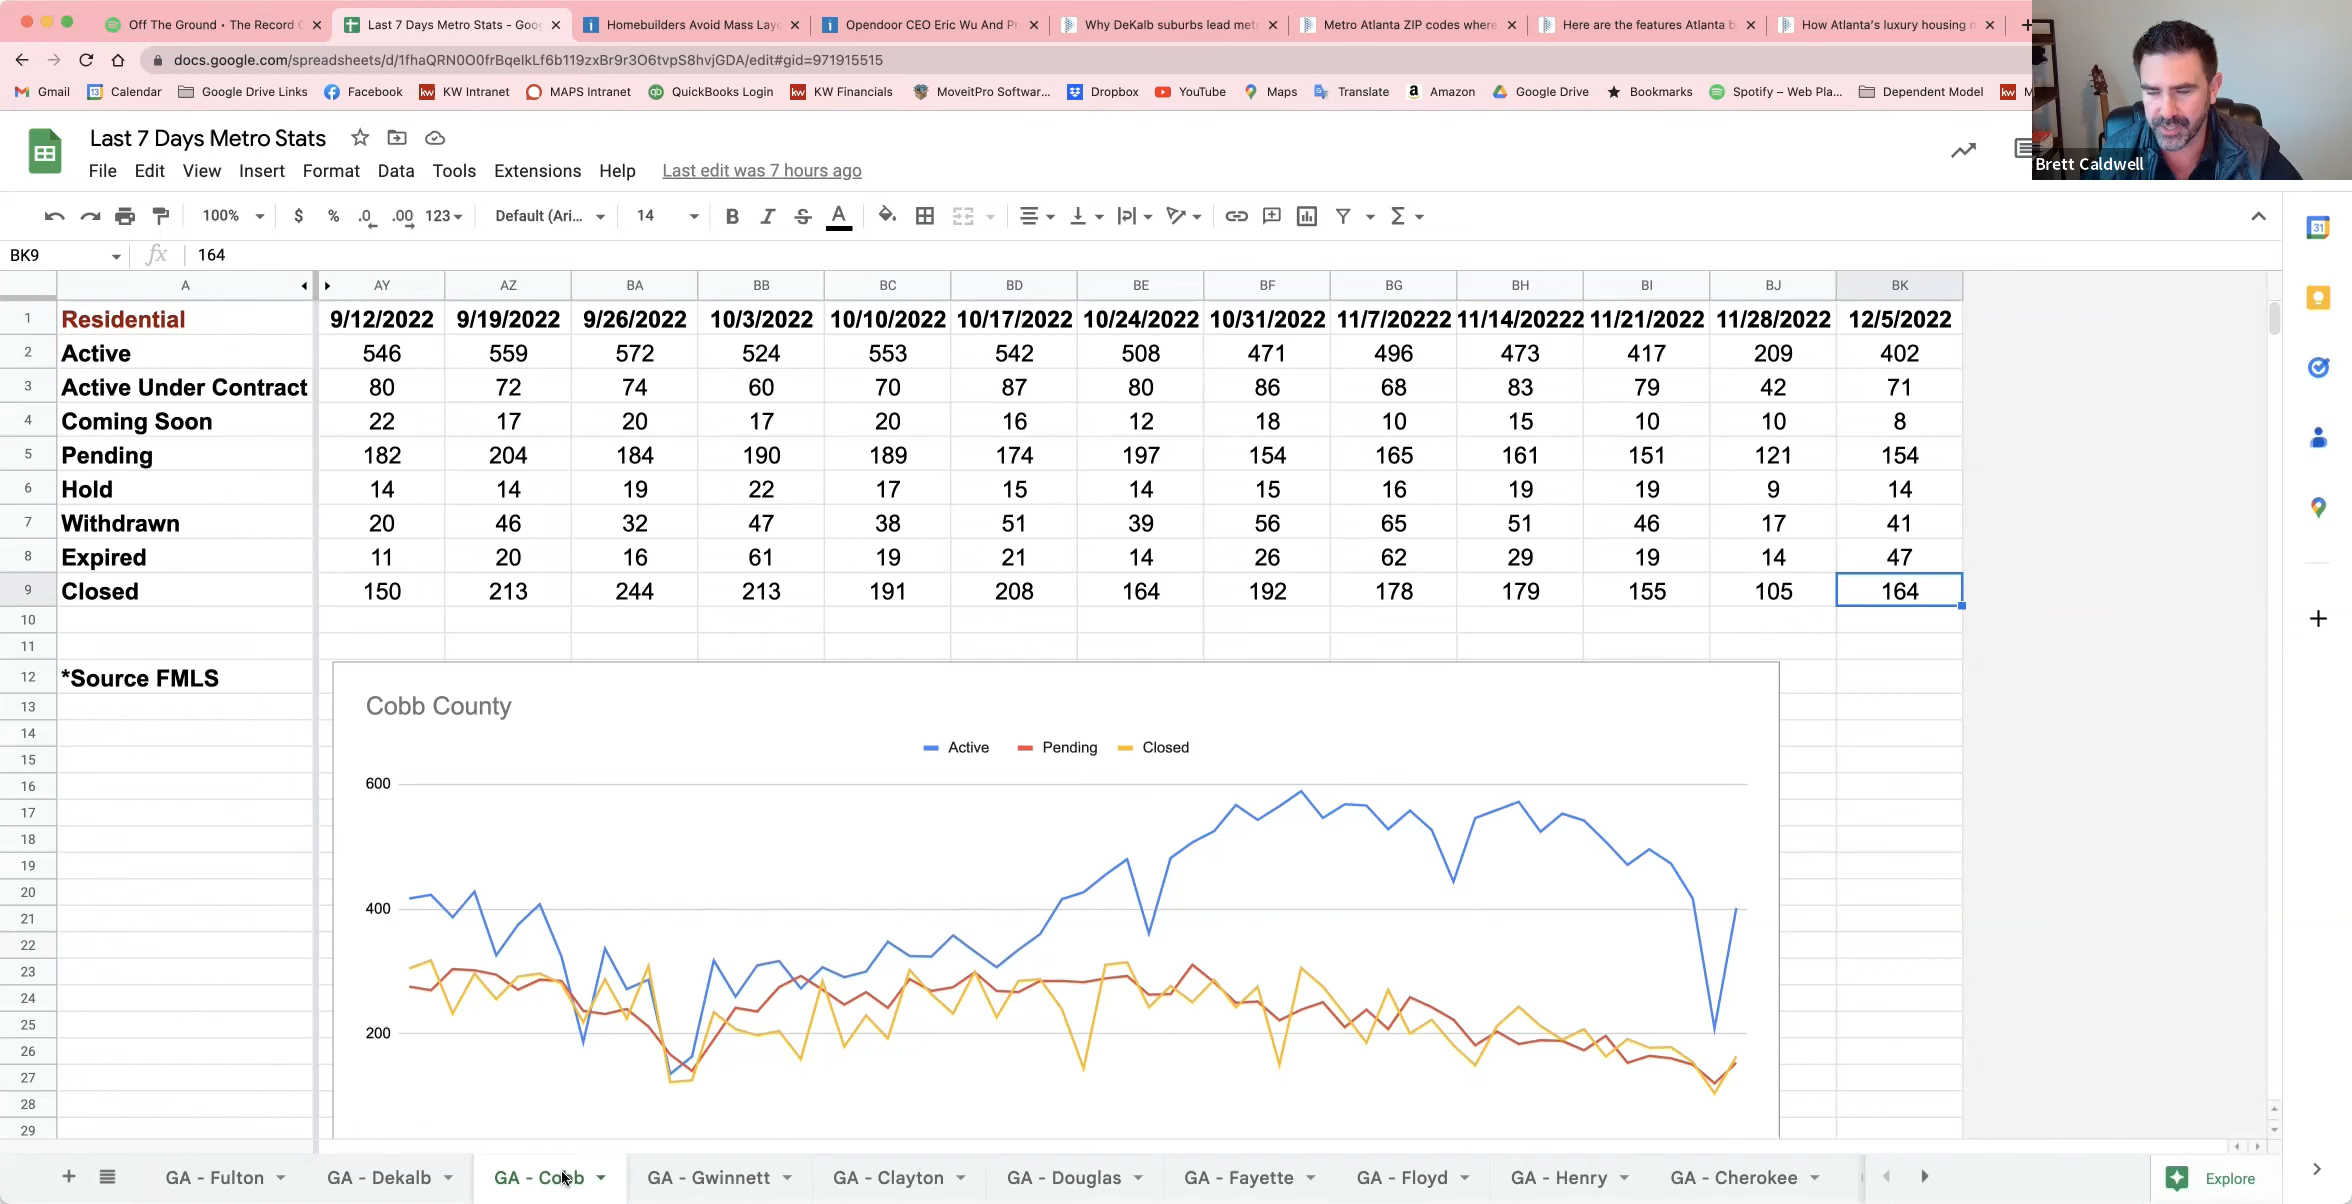 Off The Ground • The Record
Last 7 Days Metro Stats - Goo
Homebuilders Avoid Mass Lay
Opendoor CEO Eric Wu And P
Why DeKalb suburbs lead met
Metro Atlanta ZIP codes where
Here are the features Atlanta b
How Atlanta's luxury housing
docs.google.com/spreadsheets/d/1fhaQRN0O0frBqelkLf6b119zxBr9r3O6tvpS8hvjGDA/edit#gid=971915515
Gmail Calendar Google Drive Links Facebook KW Intranet MAPS Intranet QuickBooks Login KW Financials MoveitPro Softwar... Dropbox YouTube Maps Translate Amazon Google Drive Bookmarks Spotify – Web Pla... Dependent Model
Brett Caldwell
Last 7 Days Metro Stats
File Edit View Insert Format Data Tools Extensions Help Last edit was 7 hours ago
100% $ % .0 .00 123 Default (Ari... 14 B I S A
BK9 fx 164
A AY AZ BA BB BC BD BE BF BG BH BI BJ BK
1 Residential 9/12/2022 9/19/2022 9/26/2022 10/3/2022 10/10/2022 10/17/2022 10/24/2022 10/31/2022 11/7/20222 11/14/20222 11/21/2022 11/28/2022 12/5/2022
2 Active 546 559 572 524 553 542 508 471 496 473 417 209 402
3 Active Under Contract 80 72 74 60 70 87 80 86 68 83 79 42 71
4 Coming Soon 22 17 20 17 20 16 12 18 10 15 10 10 8
5 Pending 182 204 184 190 189 174 197 154 165 161 151 121 154
6 Hold 14 14 19 22 17 15 14 15 16 19 19 9 14
7 Withdrawn 20 46 32 47 38 51 39 56 65 51 46 17 41
8 Expired 11 20 16 61 19 21 14 26 62 29 19 14 47
9 Closed 150 213 244 213 191 208 164 192 178 179 155 105 164
10
11
12 *Source FMLS
13
14
15
16
17
18
19
20
21
22
23
24
25
26
27
28
29
Cobb County
Active Pending Closed
600
400
200
GA - Fulton GA - Dekalb GA - Cobb GA - Gwinnett GA - Clayton GA - Douglas GA - Fayette GA - Floyd GA - Henry GA - Cherokee Explore